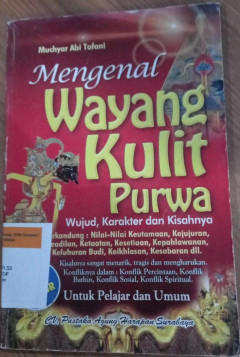 Muchyar Abi Tofani
Mengenal
Wayang
Kulit
Purwa
Wujud, Karakter dan Kisahnya
erkandung : Nilai-Nilai Keutamaan, Kejujuran,
eadilan, Ketaatan, Kesetiaan, Kepahlawanan,
Keluhuran Budi, Keikhlasan, Kesabaran dll.
Kisahnya sangat menarik, tragis dan mengharukan.
Konfliknya dalam : Konflik Percintaan, Konflik
Bathin, Konflik Sosial, Konflik Spiritual.
Untuk Pelajar dan Umum
CV. Pustaka Agung Harapan Surabaya